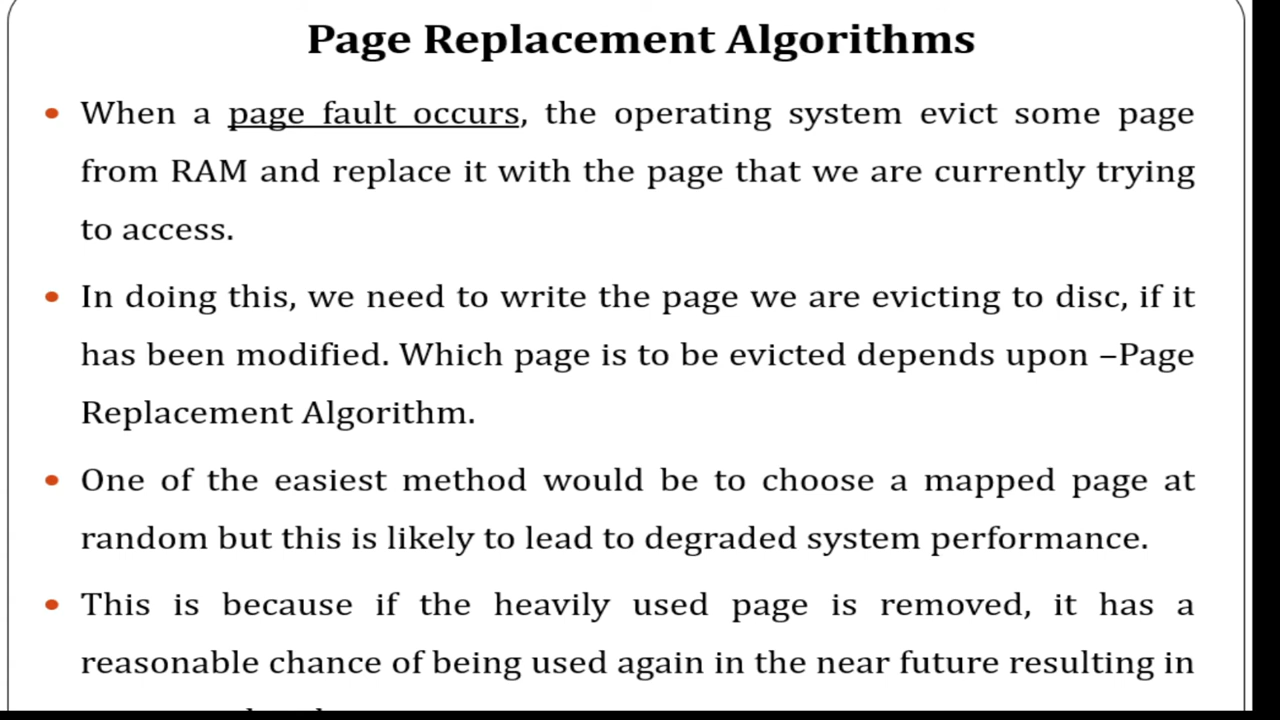 Page Replacement Algorithms
• When a page fault occurs, the operating system evict some page
from RAM and replace it with the page that we are currently trying
to access.
• In doing this, we need to write the page we are evicting to disc, if it
has been modified. Which page is to be evicted depends upon –Page
Replacement Algorithm.
• One of the easiest method would be to choose a mapped page at
random but this is likely to lead to degraded system performance.
• This is because if the heavily used page is removed, it has a
reasonable chance of being used again in the near future resulting in